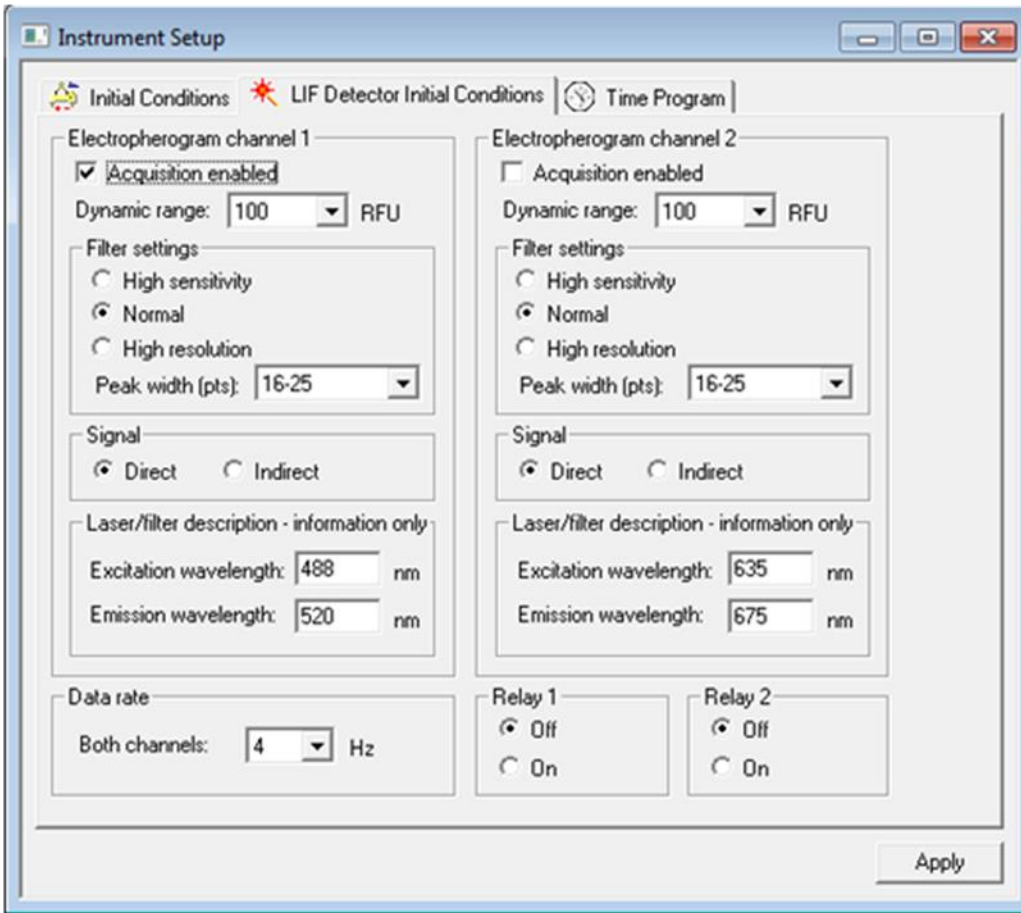 Instrument Setup
Initial Conditions
LIF Detector Initial Conditions
Time Program
Electropherogram channel 1
Acquisition enabled
Dynamic range: 100 RFU
Filter settings
High sensitivity
Normal
High resolution
Peak width (pts): 16-25
Signal
Direct Indirect
Laser/filter description - information only
Excitation wavelength: 488 nm
Emission wavelength: 520 nm
Electropherogram channel 2
Acquisition enabled
Dynamic range: 100 RFU
Filter settings
High sensitivity
Normal
High resolution
Peak width (pts): 16-25
Signal
Direct Indirect
Laser/filter description - information only
Excitation wavelength: 635 nm
Emission wavelength: 675 nm
Data rate
Both channels: 4 Hz
Relay 1
Off
On
Relay 2
Off
On
Apply